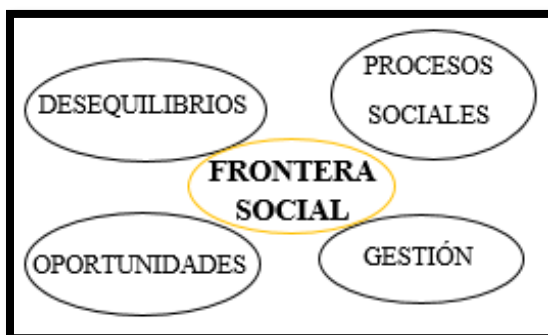 DESEQUILIBRIOS
PROCESOS
SOCIALES
FRONTERA
SOCIAL
OPORTUNIDADES
GESTIÓN